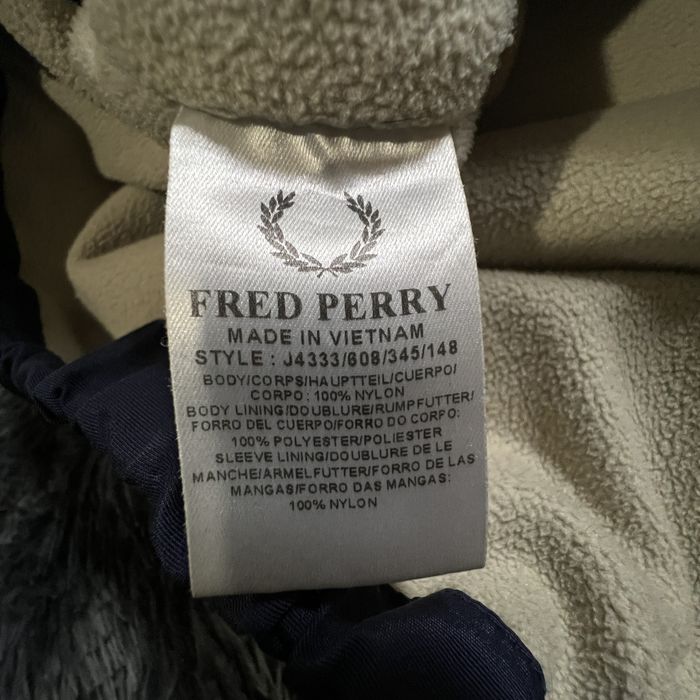 FRED PERRY
MADE IN VIETNAM
STYLE : J4333/608/345/148
BODY/CORPS/HAUPTTEIL/CUERPO/
CORPO: 100% NYLON
BODY LINING/DOUBLURE/RUMPFUTTER/
FORRO DEL CUERPO/FORRO DO CORPO:
100% POLYESTER/POLIESTER
SLEEVE LINING/DOUBLURE DE LE
MANCHE/ARMELFUTTER/FORRO DE LAS
MANGAS/FORRO DAS MANGAS:
100% NYLON